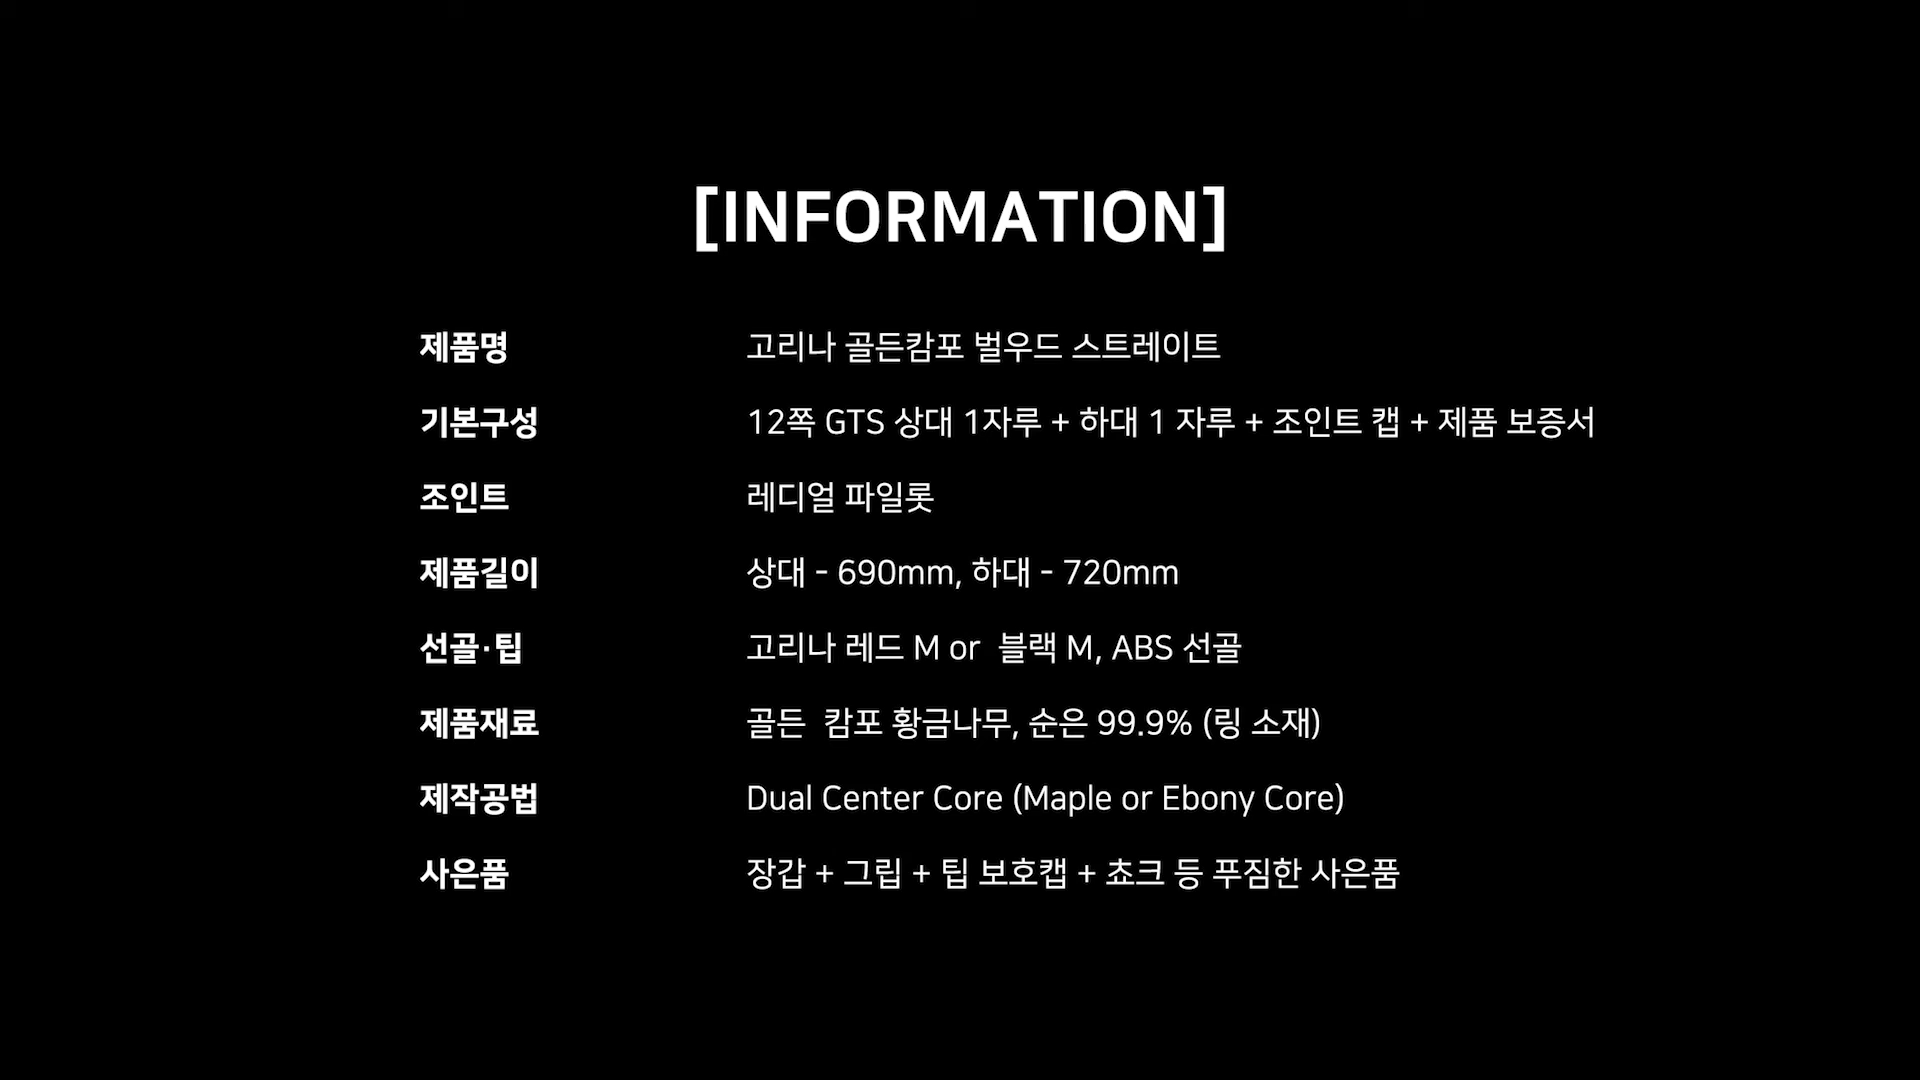 [INFORMATION]
제품명 고리나 골든캄포 벌우드 스트레이트
기본구성 12쪽 GTS 상대 1자루 + 하대 1 자루 + 조인트 캡 + 제품 보증서
조인트 레디얼 파일롯
제품길이 상대 - 690mm, 하대 - 720mm
선골·팁 고리나 레드 M or 블랙 M, ABS 선골
제품재료 골든 캄포 황금나무, 순은 99.9% (링 소재)
제작공법 Dual Center Core (Maple or Ebony Core)
사은품 장갑 + 그립 + 팁 보호캡 + 쵸크 등 푸짐한 사은품